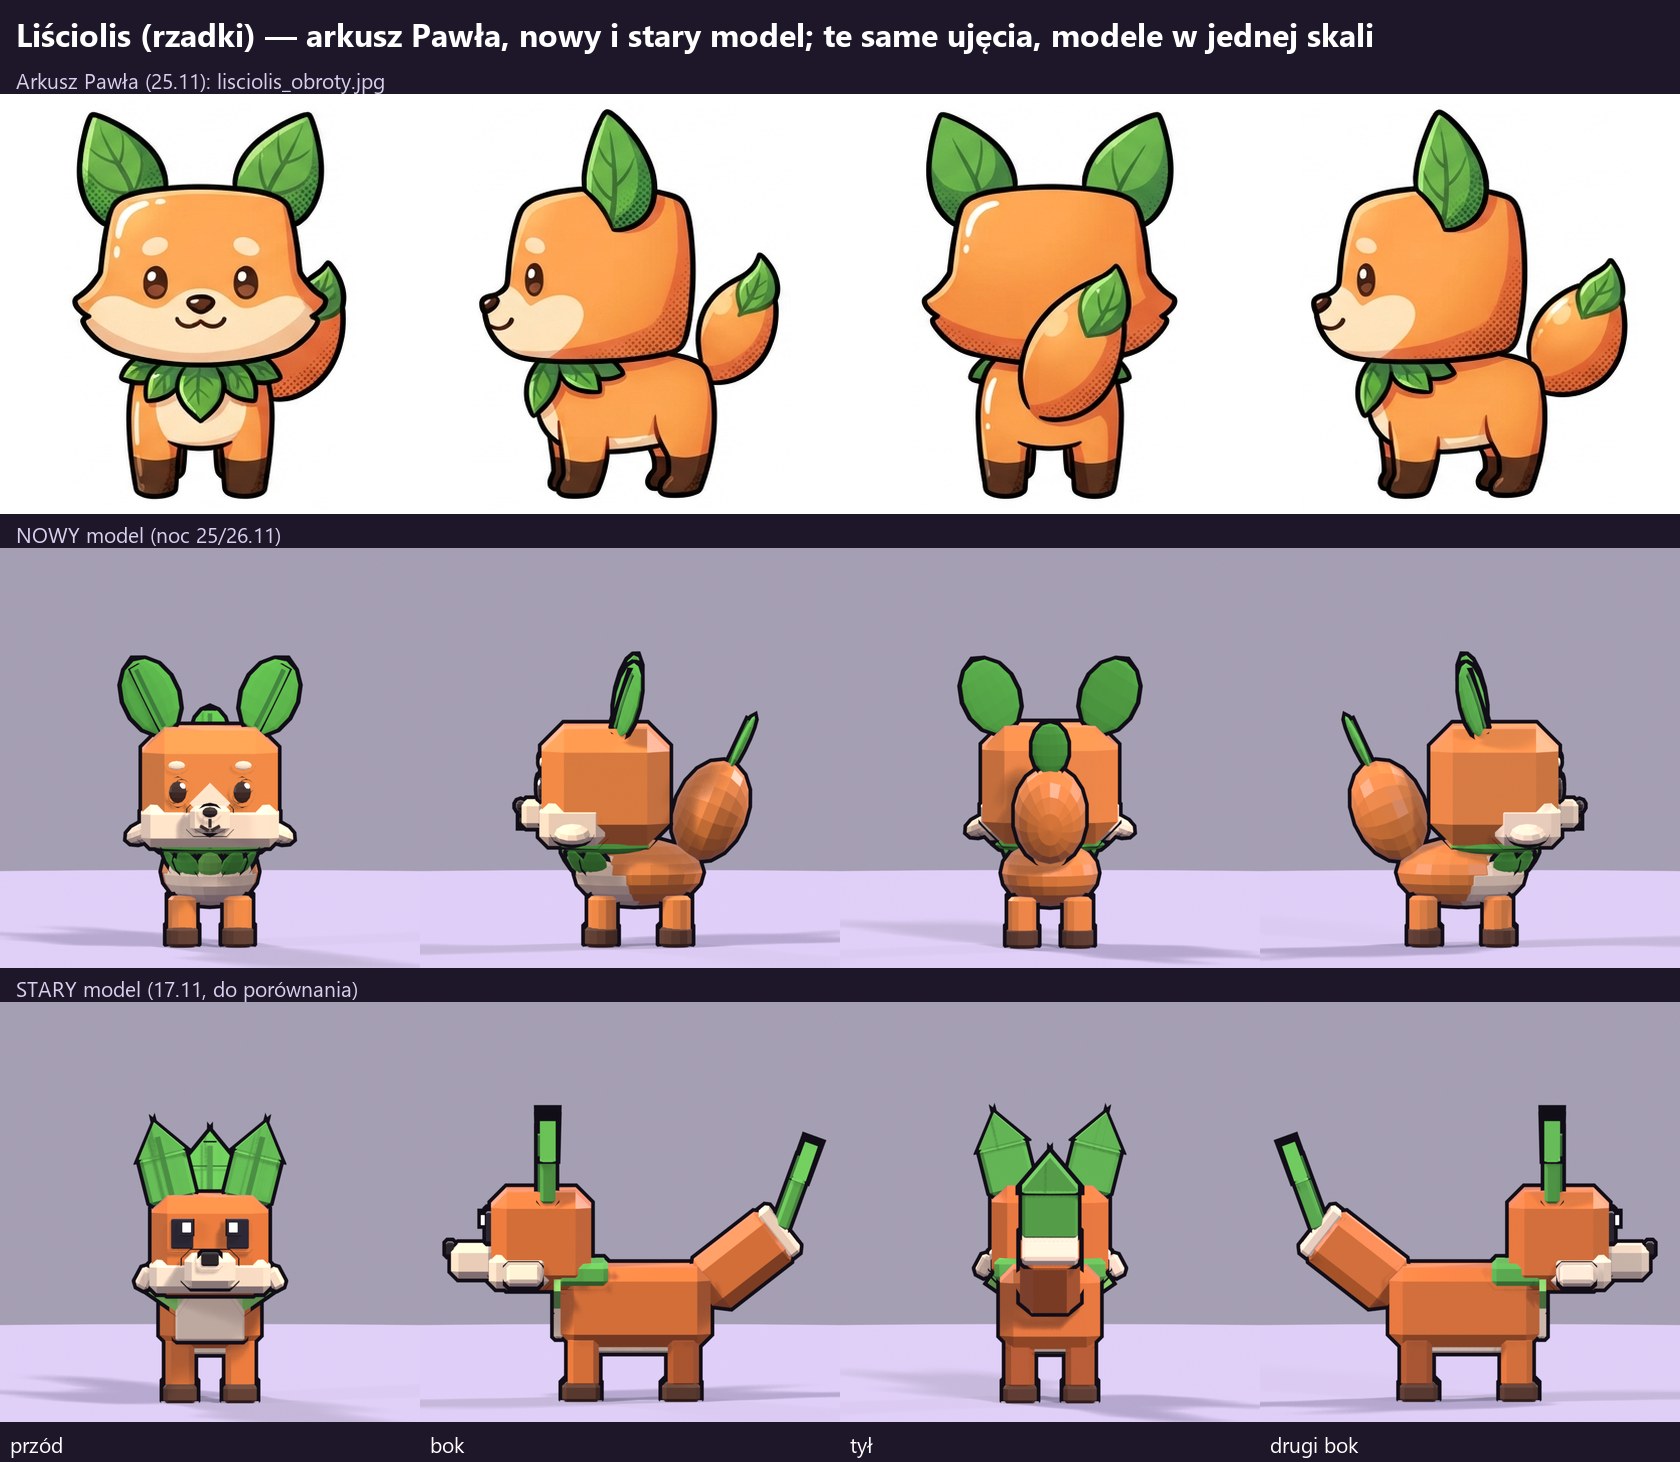 Liściolis (rzadki) — arkusz Pawła, nowy i stary model; te same ujęcia, modele w jednej skali
Arkusz Pawła (25.11): lisciolis_obroty.jpg
NOWY model (noc 25/26.11)
STARY model (17.11, do porównania)
przód bok tył drugi bok